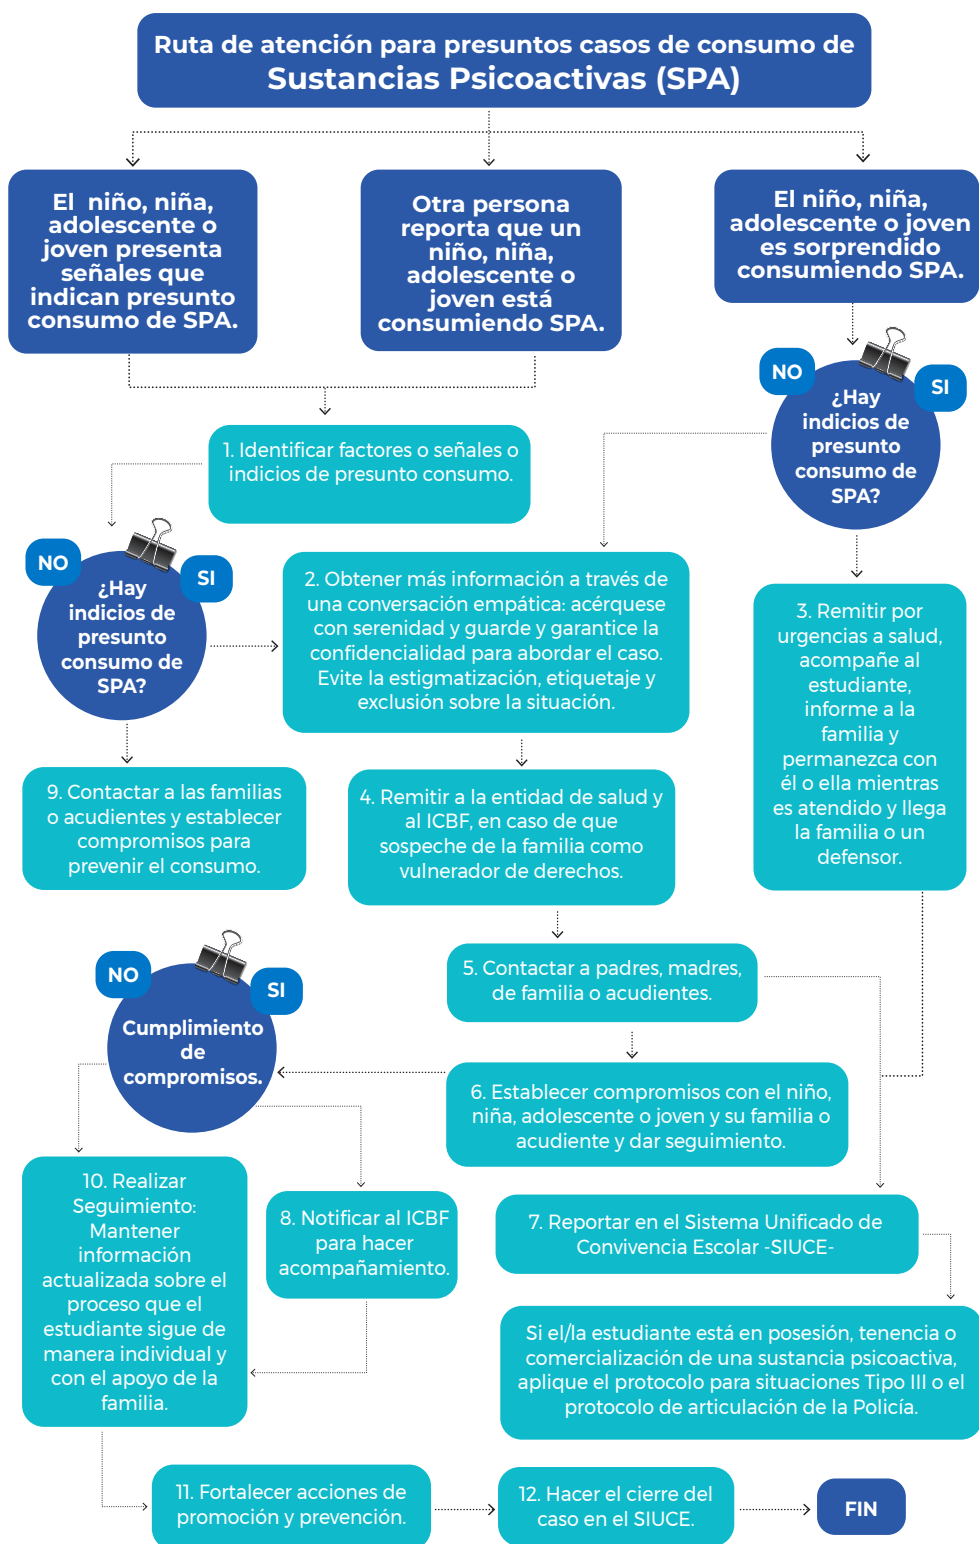 Ruta de atención para presuntos casos de consumo de
Sustancias Psicoactivas (SPA)
El niño, niña,
adolescente o
joven presenta
señales que
indican presunto
consumo de SPA.
Otra persona
reporta que un
niño, niña,
adolescente o
joven está
consumiendo SPA.
El niño, niña,
adolescente o joven
es sorprendido
consumiendo SPA.
NO
SI
¿Hay
indicios de
presunto
consumo de
SPA?
1. Identificar factores o señales o
indicios de presunto consumo.
NO
SI
¿Hay
indicios de
presunto
consumo de
SPA?
2. Obtener más información a través de
una conversación empática: acérquese
con serenidad y guarde y garantice la
confidencialidad para abordar el caso.
Evite la estigmatización, etiquetaje y
exclusión sobre la situación.
3. Remitir por
urgencias a salud,
acompañe al
estudiante,
informe a la
familia y
permanezca con
él o ella mientras
es atendido y llega
la familia o un
defensor.
9. Contactar a las familias
o acudientes y establecer
compromisos para
prevenir el consumo.
4. Remitir a la entidad de salud y
al ICBF, en caso de que
sospeche de la familia como
vulnerador de derechos.
5. Contactar a padres, madres,
de familia o acudientes.
NO
SI
Cumplimiento
de
compromisos.
6. Establecer compromisos con el niño,
niña, adolescente o joven y su familia o
acudiente y dar seguimiento.
10. Realizar
Seguimiento:
Mantener
información
actualizada sobre el
proceso que el
estudiante sigue de
manera individual y
con el apoyo de la
familia.
8. Notificar al ICBF
para hacer
acompañamiento.
7. Reportar en el Sistema Unificado de
Convivencia Escolar -SIUCE-
Si el/la estudiante está en posesión, tenencia o
comercialización de una sustancia psicoactiva,
aplique el protocolo para situaciones Tipo III o el
protocolo de articulación de la Policía.
11. Fortalecer acciones de
promoción y prevención.
12. Hacer el cierre del
caso en el SIUCE.
FIN